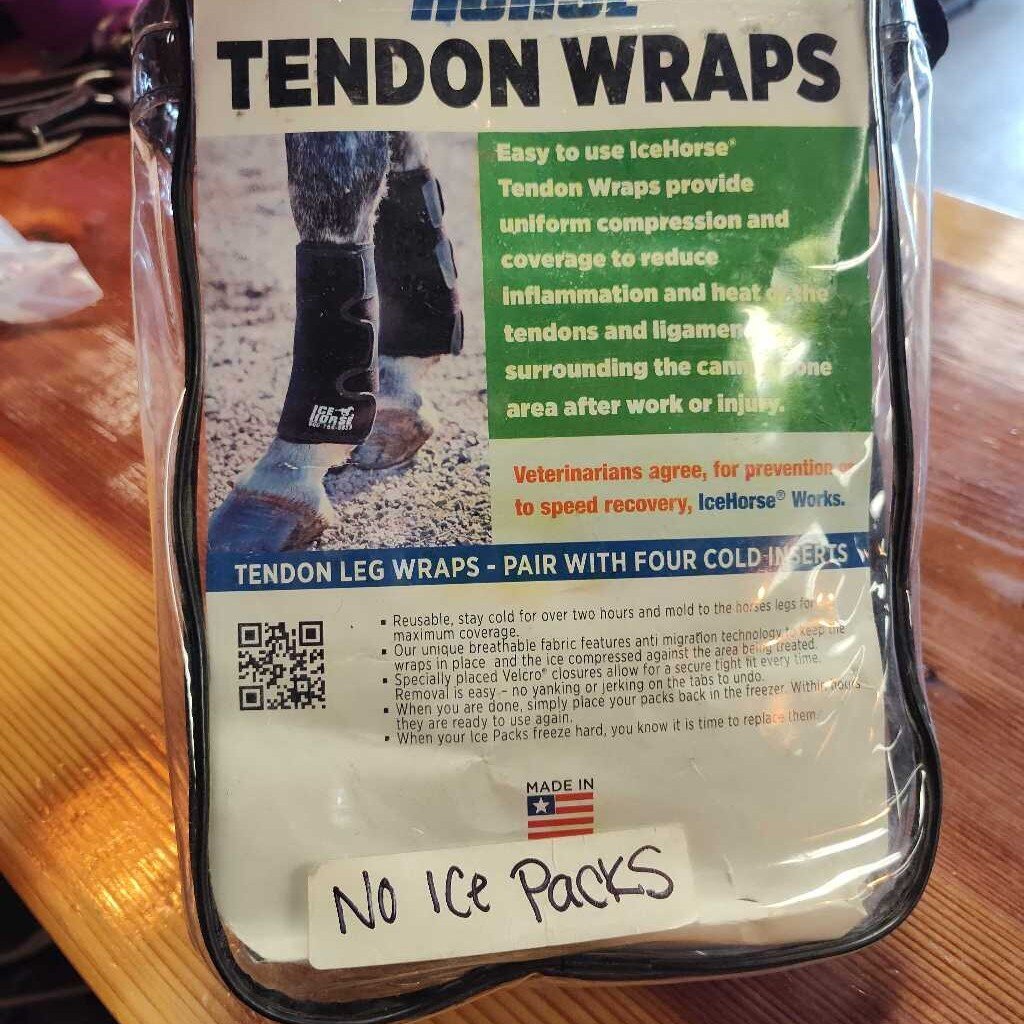 TENDON WRAPS
Easy to use IceHorse®
Tendon Wraps provide
uniform compression and
coverage to reduce
inflammation and heat the
tendons and
surrounding the
area after work or injury.
Veterinarians agree, for prevention or
to speed recovery, IceHorse® Works.
ICE
HORSE
TENDON LEG WRAPS - PAIR WITH FOUR COLD INSERTS
▪ Reusable, stay cold for over two hours and mold to the horses legs for
maximum coverage.
▪ Our unique breathable fabric features anti migration technology to keep the
wraps in place and the ice compressed against the area being treated.
▪ Specially placed Velcro® closures allow for a secure tight fit every time.
Removal is easy - no yanking or jerking on the tabs to undo.
▪ When you are done, simply place your packs back in the freezer. Within hours
they are ready to use again.
▪ When your Ice Packs freeze hard, you know it is time to replace them.
MADE IN
NO ICe PacKS